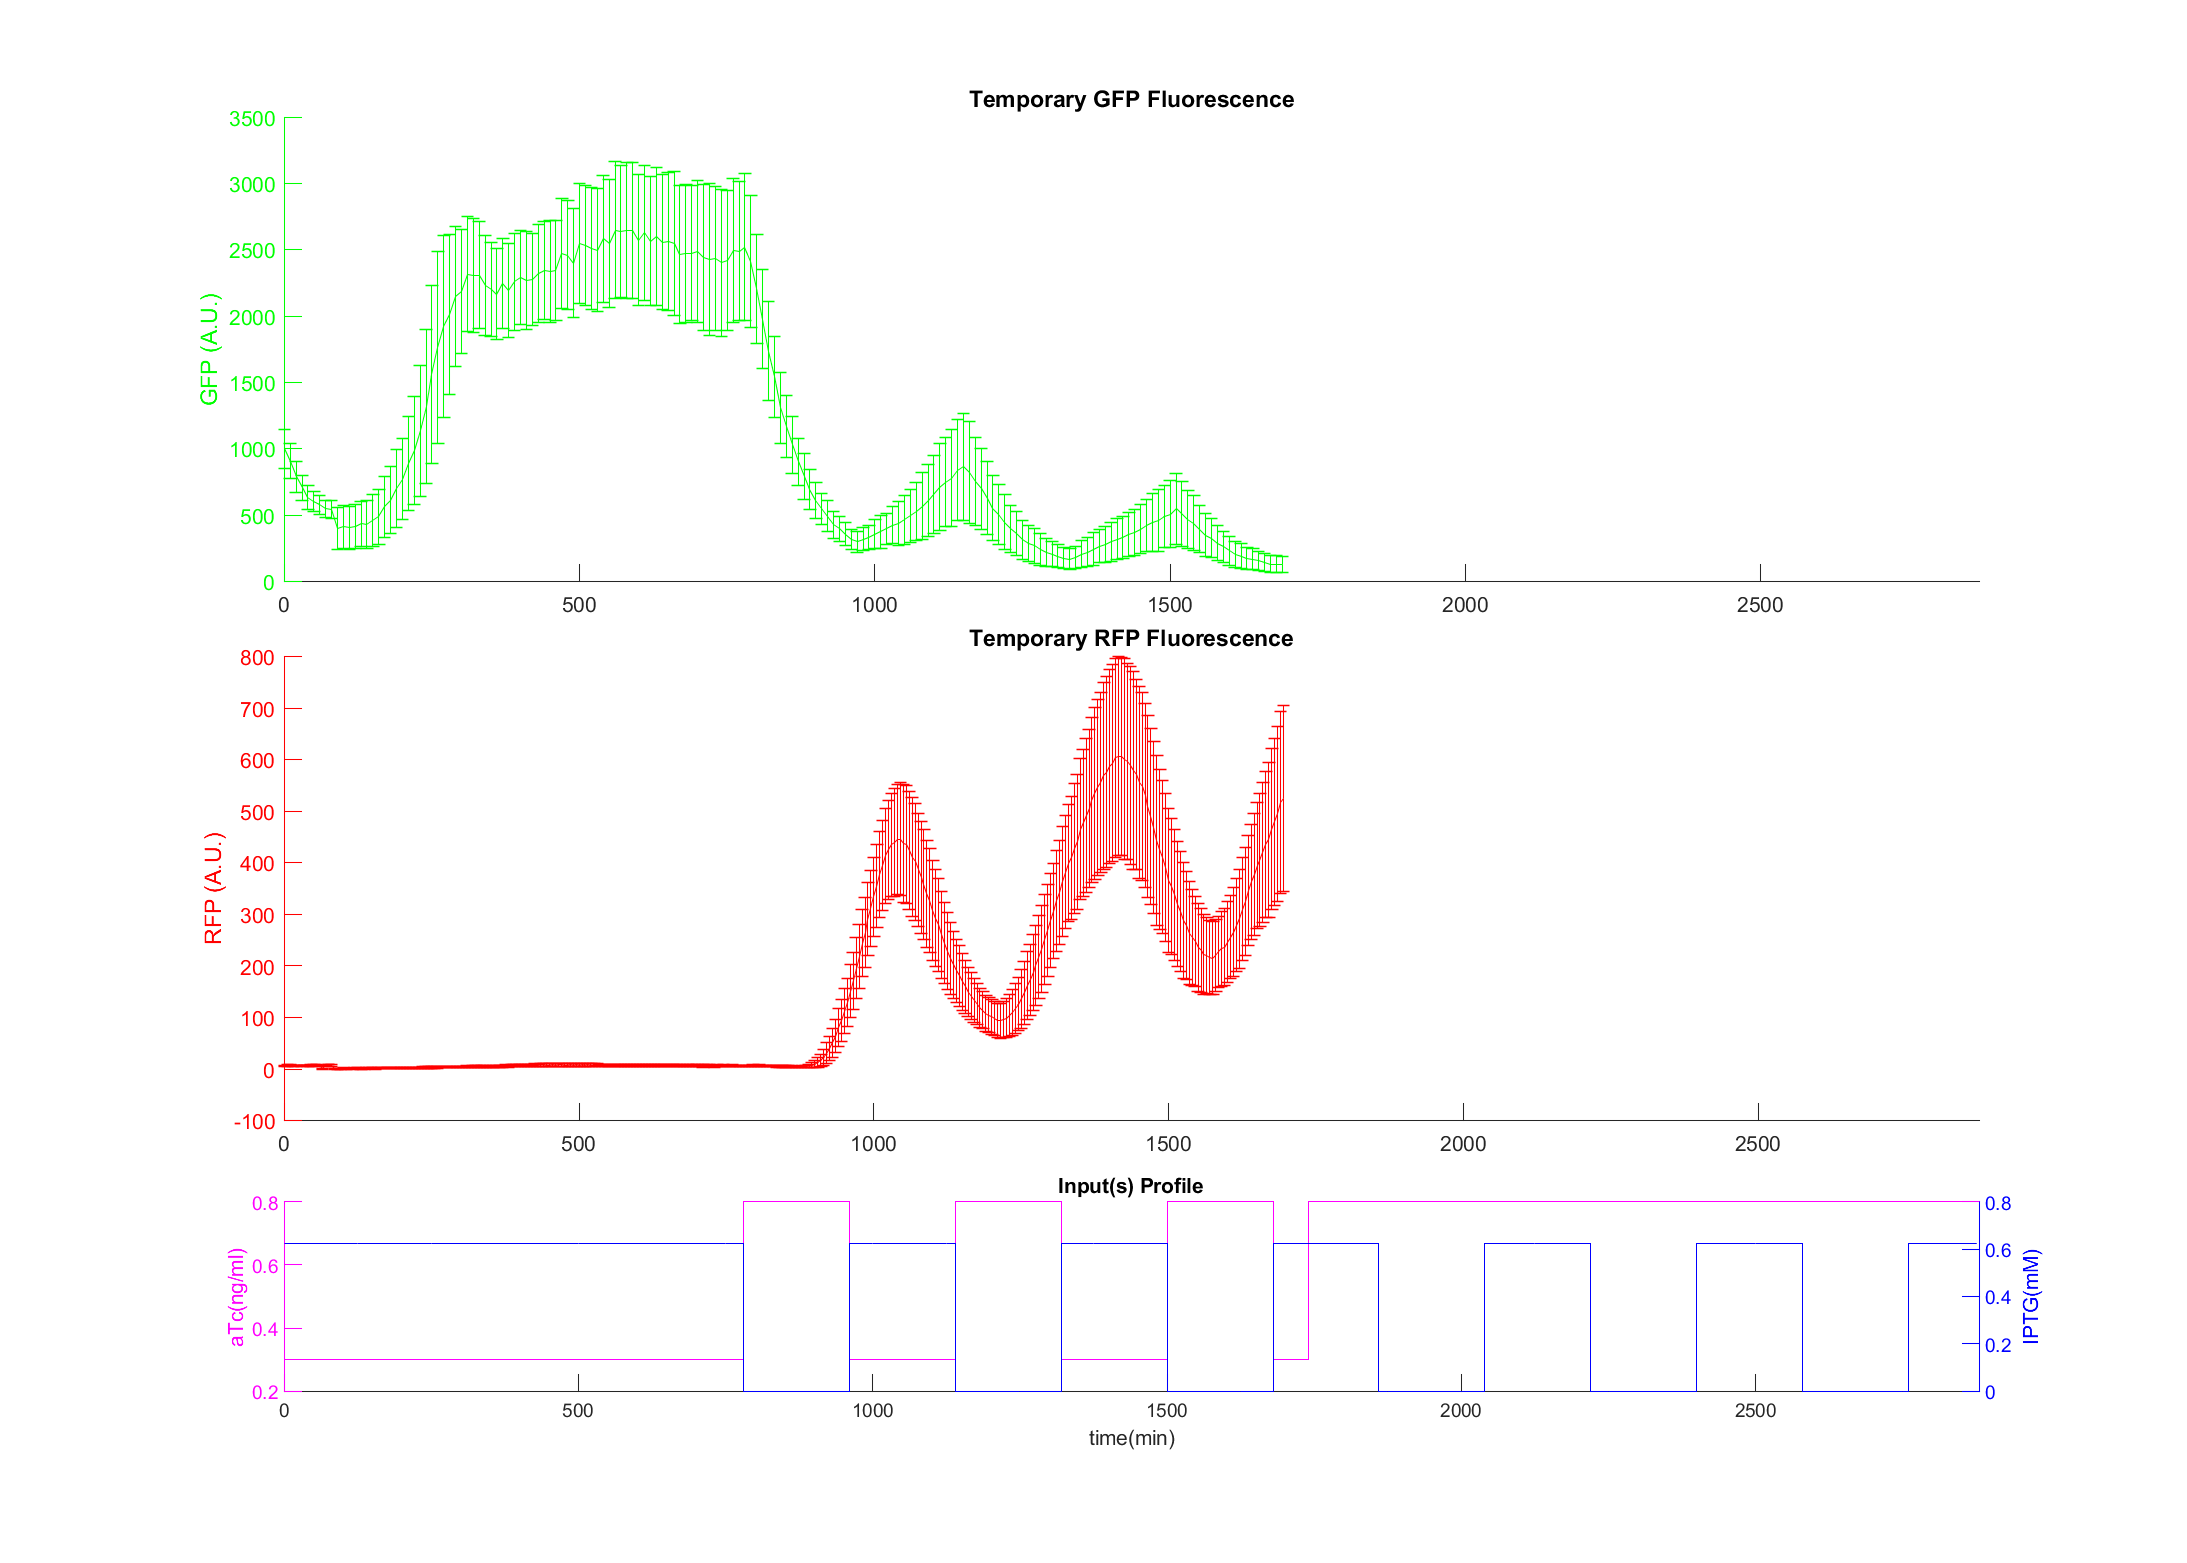 Temporary GFP Fluorescence
GFP (A.U.)
3500
3000
2500
2000
1500
1000
500
0
0 500 1000 1500 2000 2500
Temporary RFP Fluorescence
RFP (A.U.)
800
700
600
500
400
300
200
100
0
-100
0 500 1000 1500 2000 2500
Input(s) Profile
aTc(ng/ml)
0.8
0.6
0.4
0.2
0.8
0.6
0.4
0.2
0
IPTG(mM)
0 500 1000 1500 2000 2500
time(min)